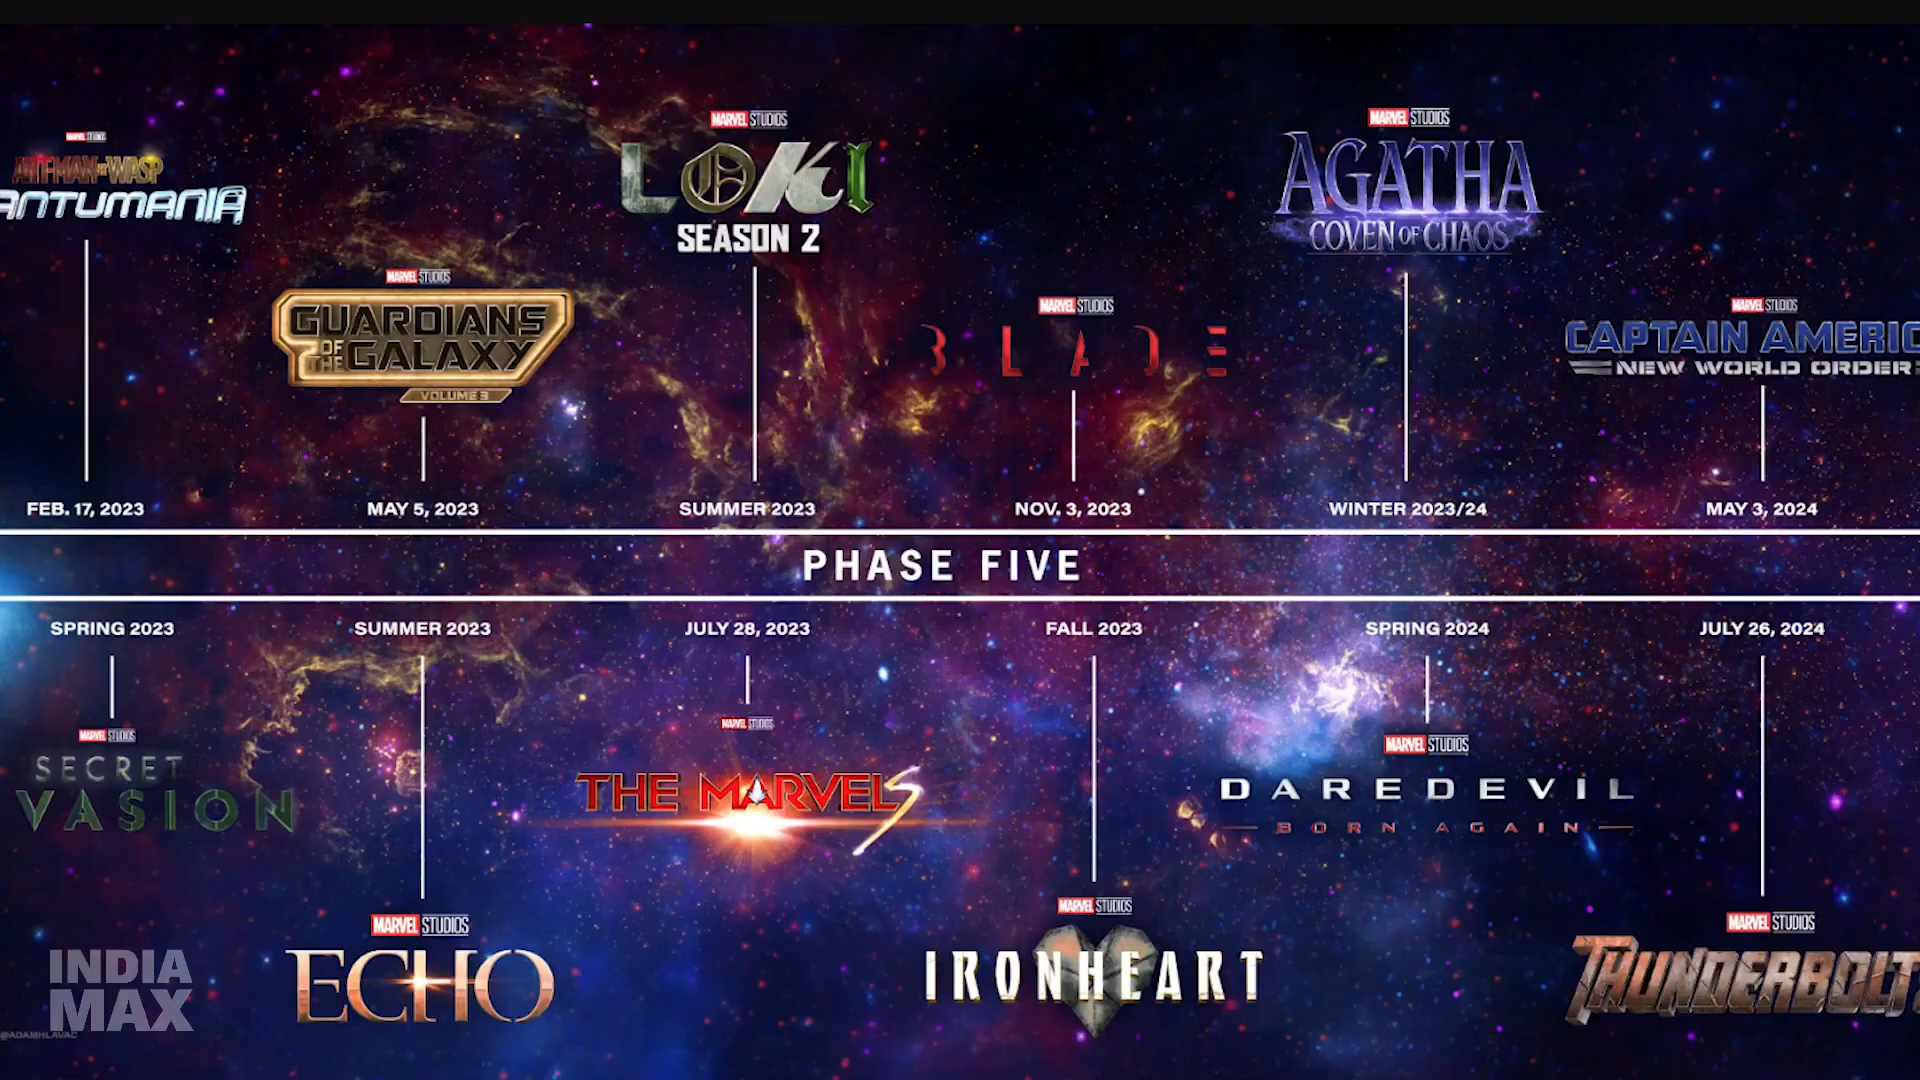 MARVEL STUDIOS
ANT-MAN AND THE WASP
ANTUMANIA
FEB. 17, 2023
MARVEL STUDIOS
GUARDIANS
OF THE GALAXY
VOLUME 3
MAY 5, 2023
MARVEL STUDIOS
LOKI
SEASON 2
SUMMER 2023
MARVEL STUDIOS
BLADE
NOV. 3, 2023
MARVEL STUDIOS
AGATHA
COVEN OF CHAOS
WINTER 2023/24
MARVEL STUDIOS
CAPTAIN AMERIC
NEW WORLD ORDER
MAY 3, 2024
PHASE FIVE
SPRING 2023
MARVEL STUDIOS
SECRET
VASION
SUMMER 2023
MARVEL STUDIOS
ECHO
JULY 28, 2023
MARVEL STUDIOS
THE MARVELS
FALL 2023
MARVEL STUDIOS
IRONHEART
SPRING 2024
MARVEL STUDIOS
DAREDEVIL
BORN AGAIN
JULY 26, 2024
MARVEL STUDIOS
THUNDERBOLTS
INDIA
MAX
@ADAMHLAVAC